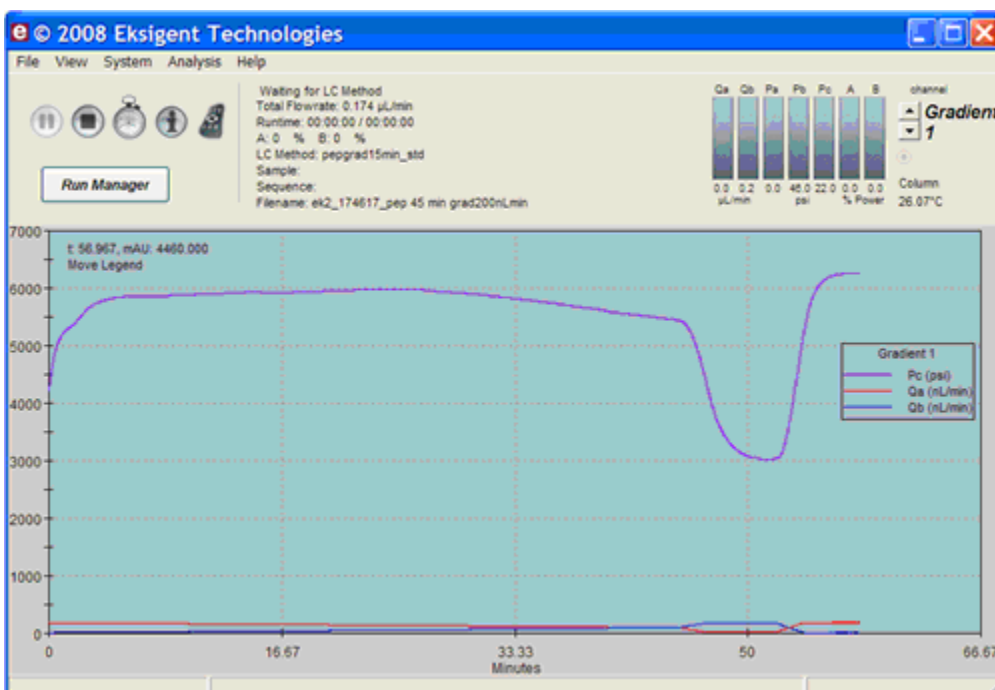 e © 2008 Eksigent Technologies
File View System Analysis Help
Waiting for LC Method
Total Flowrate: 0.174 µL/min
Runtime: 00:00:00 / 00:00:00
A: 0 % B: 0 %
LC Method: pepgrad15min_std
Sample:
Sequence:
Filename: ek2_174617_pep 45 min grad200nLmin
Run Manager
Qa Qb Pa Pb Pc A B
0.0 0.2 0.0 46.0 22.0 0.0 0.0
µL/min psi % Power
channel
Gradient
1
Column
26.07°C
t: 56.967, mAU: 4460.000
Move Legend
7000
6000
5000
4000
3000
2000
1000
0
Gradient 1
Pc (psi)
Qa (nL/min)
Qb (nL/min)
0 16.67 33.33 50 66.67
Minutes